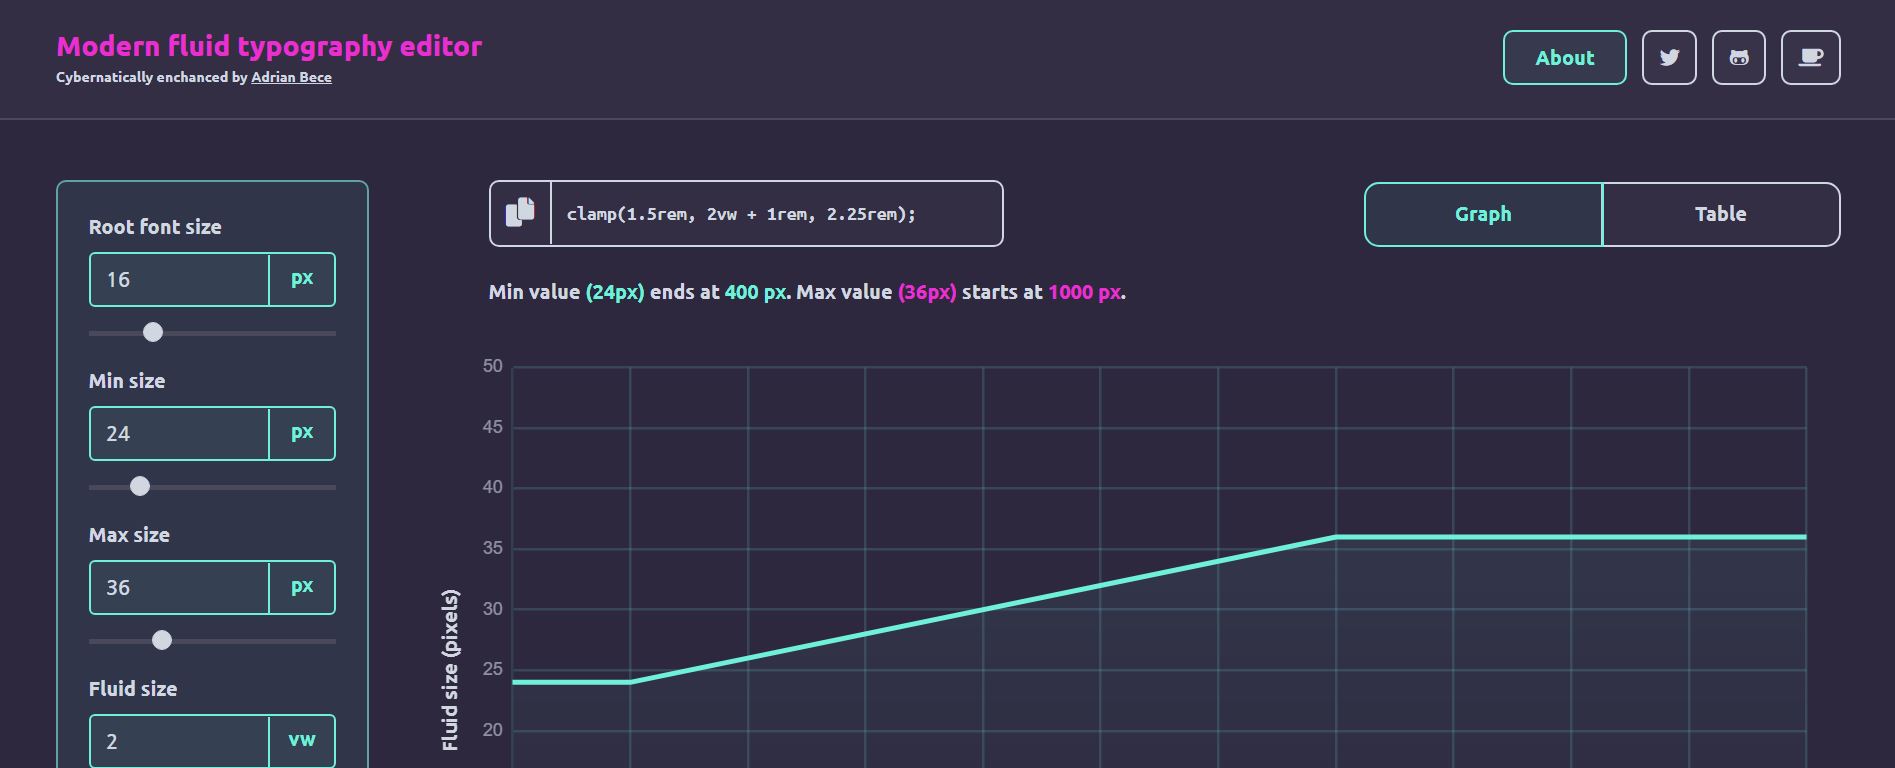 Modern fluid typography editor
Cybernatically enchanced by Adrian Bece
About
Root font size
16 px
Min size
24 px
Max size
36 px
Fluid size
2 vw
clamp(1.5rem, 2vw + 1rem, 2.25rem);
Graph Table
Min value (24px) ends at 400 px. Max value (36px) starts at 1000 px.
50
45
40
35
30
25
20
Fluid size (pixels)